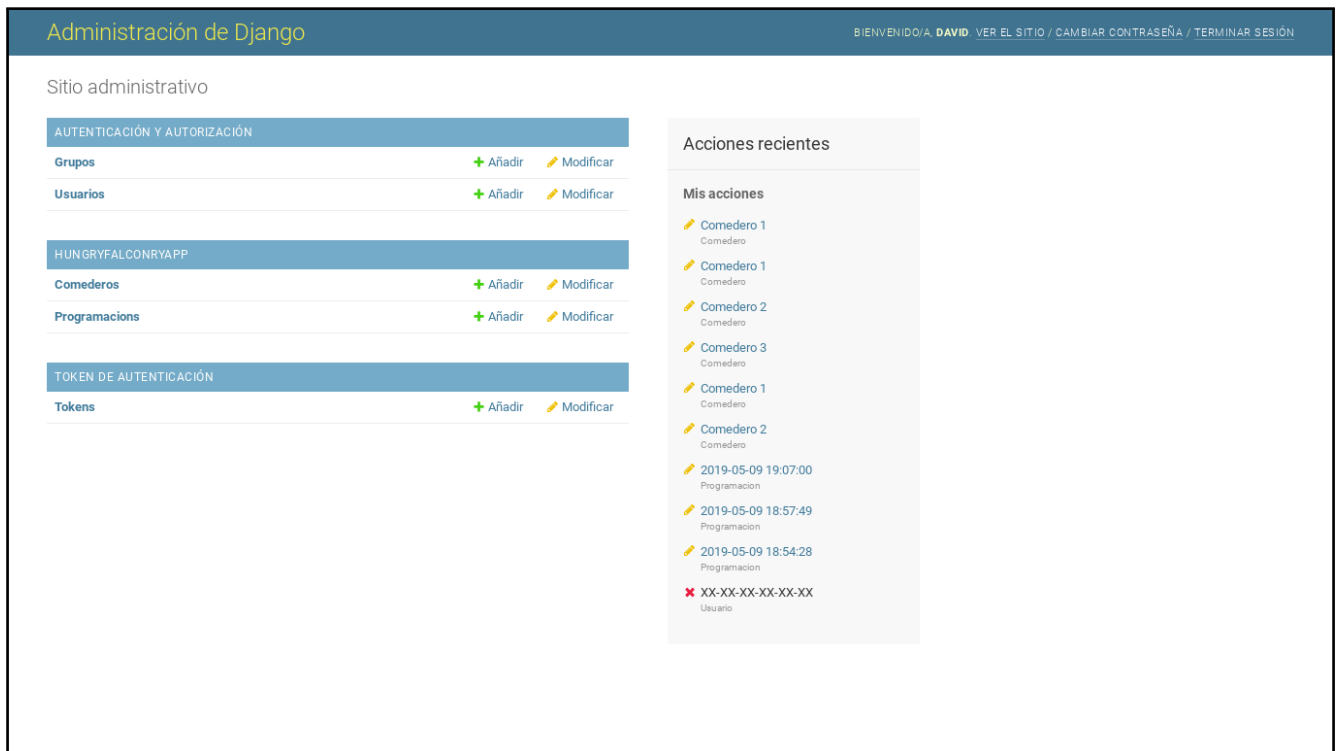 Administración de Django
BIENVENIDO/A, DAVID. VER EL SITIO / CAMBIAR CONTRASEÑA / TERMINAR SESIÓN
Sitio administrativo
AUTENTICACIÓN Y AUTORIZACIÓN
Grupos Añadir Modificar
Usuarios Añadir Modificar
HUNGRYFALCONRYAPP
Comederos Añadir Modificar
Programacions Añadir Modificar
TOKEN DE AUTENTICACIÓN
Tokens Añadir Modificar
Acciones recientes
Mis acciones
Comedero 1
Comedero
Comedero 1
Comedero
Comedero 2
Comedero
Comedero 3
Comedero
Comedero 1
Comedero
Comedero 2
Comedero
2019-05-09 19:07:00
Programacion
2019-05-09 18:57:49
Programacion
2019-05-09 18:54:28
Programacion
XX-XX-XX-XX-XX-XX
Usuario